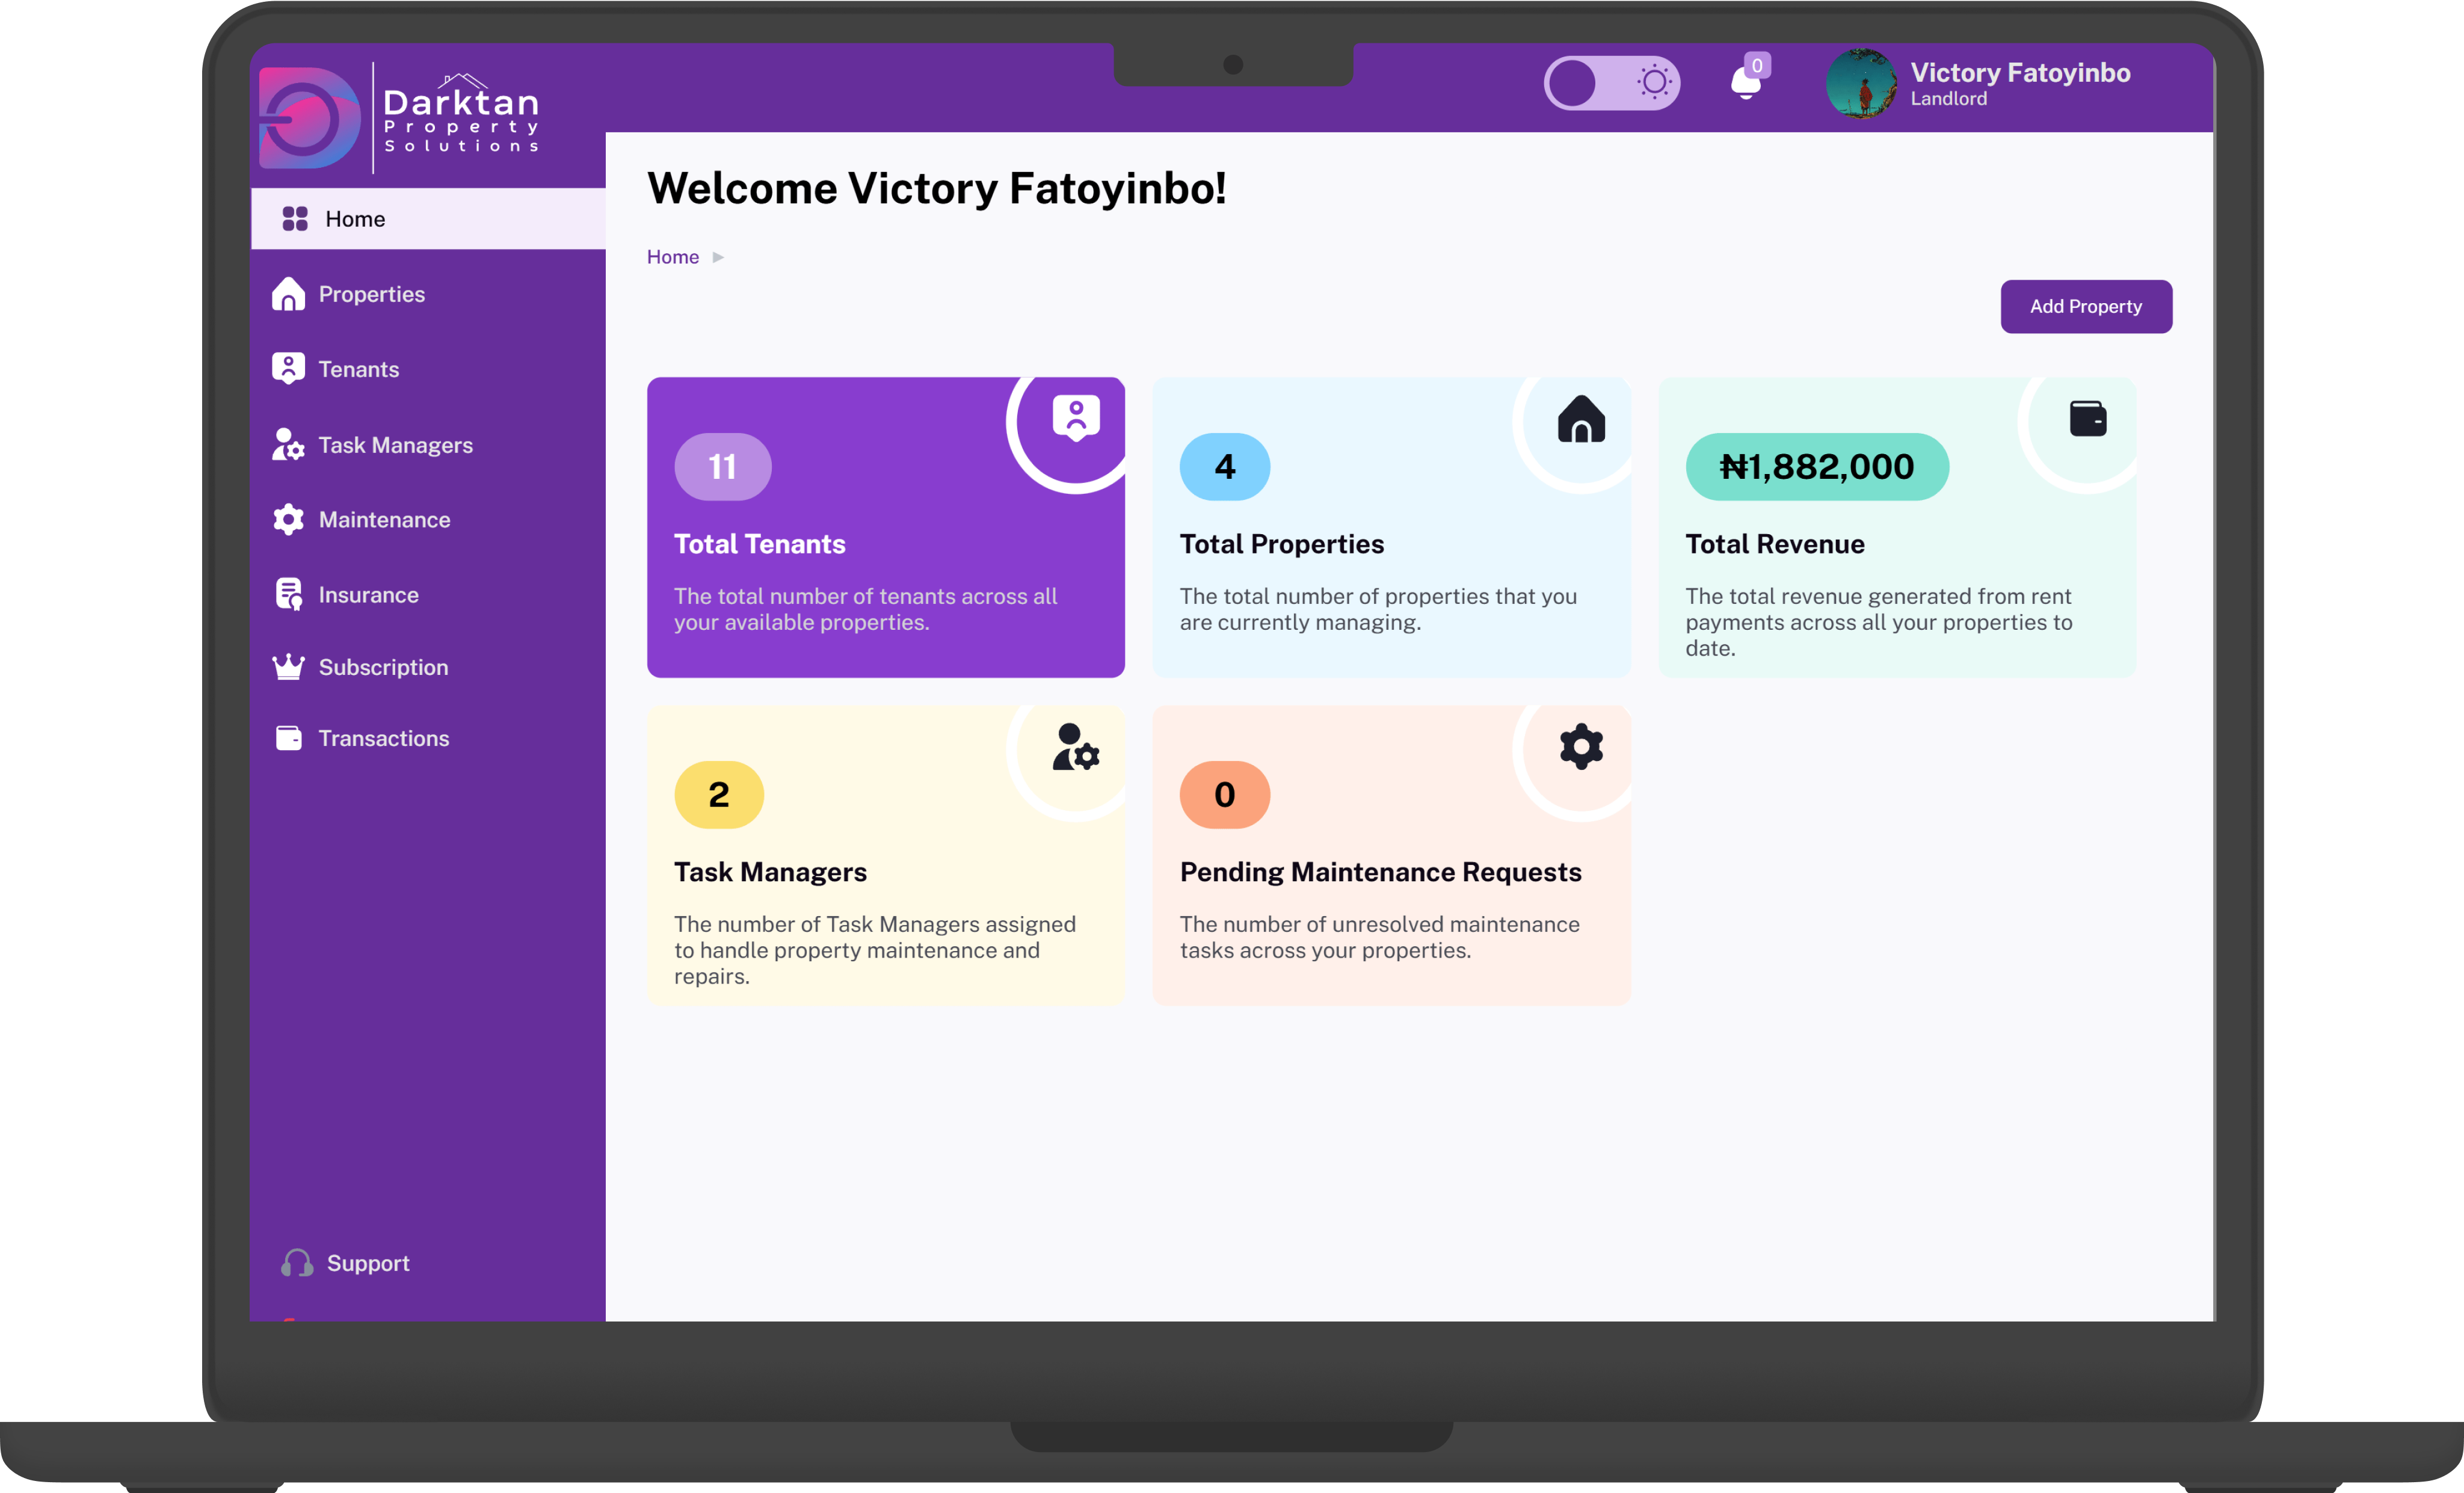 Darktan
Property
Solutions
0
Victory Fatoyinbo
Landlord
Home
Properties
Tenants
Task Managers
Maintenance
Insurance
Subscription
Transactions
Support
Welcome Victory Fatoyinbo!
Home
Add Property
11
Total Tenants
The total number of tenants across all
your available properties.
4
Total Properties
The total number of properties that you
are currently managing.
₦1,882,000
Total Revenue
The total revenue generated from rent
payments across all your properties to
date.
2
Task Managers
The number of Task Managers assigned
to handle property maintenance and
repairs.
0
Pending Maintenance Requests
The number of unresolved maintenance
tasks across your properties.